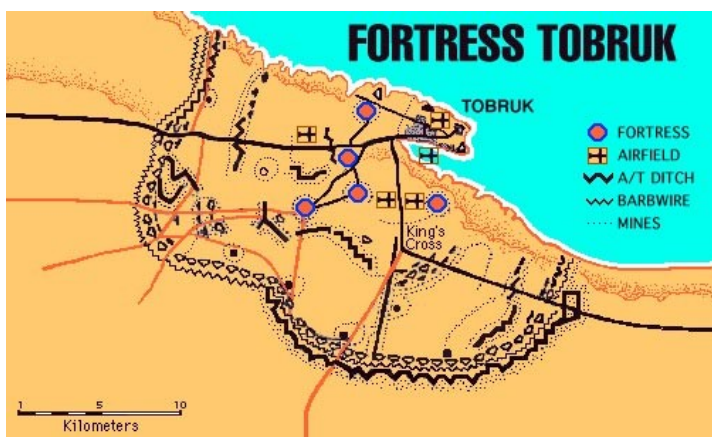 FORTRESS TOBRUK
TOBRUK
FORTRESS
AIRFIELD
A/T DITCH
BARBWIRE
MINES
King's
Cross
1 5 10
Kilometers